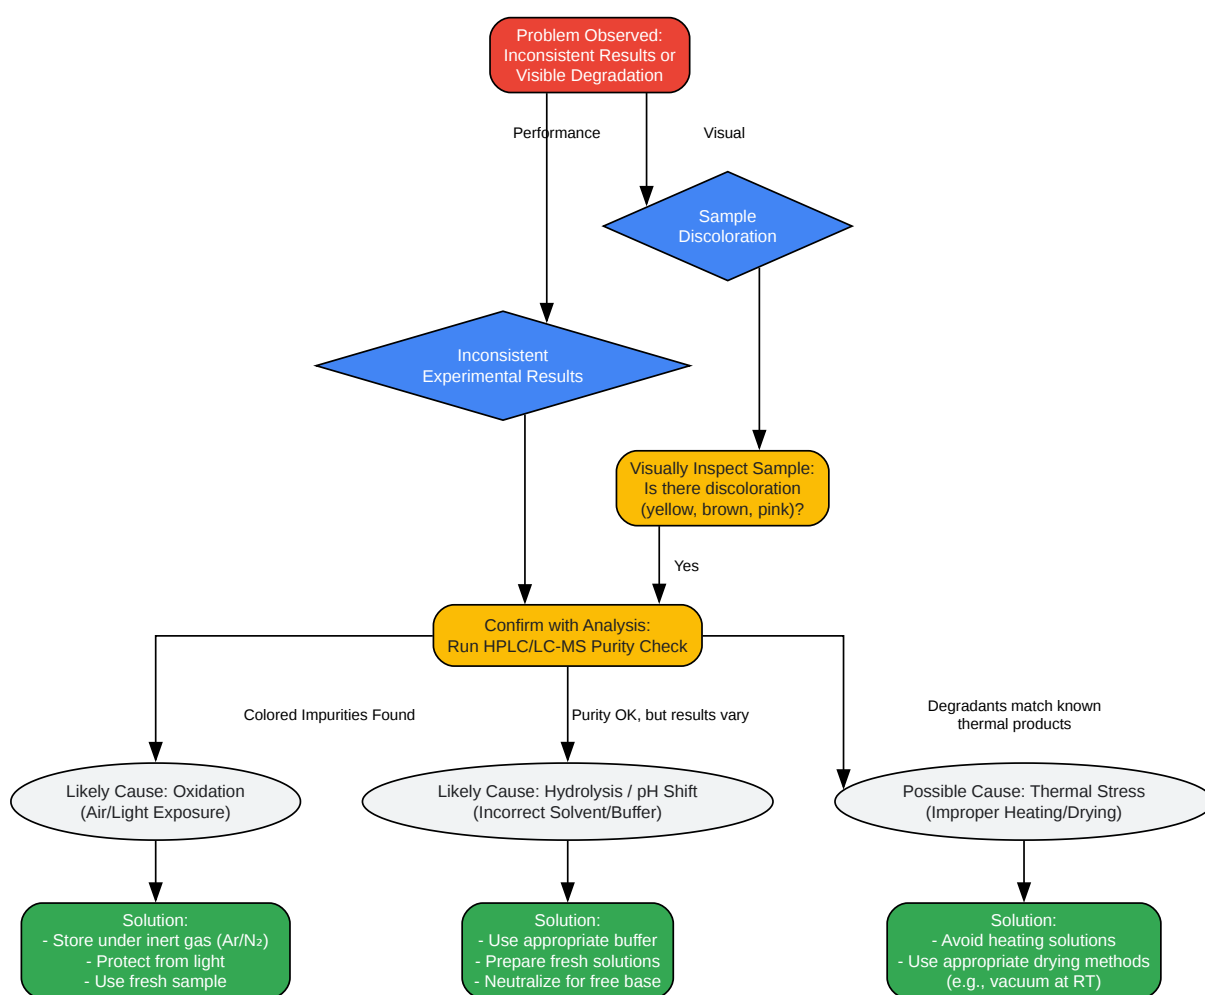 Problem Observed:
Inconsistent Results or
Visible Degradation
Performance
Visual
Sample
Discoloration
Inconsistent
Experimental Results
Visually Inspect Sample:
Is there discoloration
(yellow, brown, pink)?
Yes
Confirm with Analysis:
Run HPLC/LC-MS Purity Check
Colored Impurities Found
Purity OK, but results vary
Degradants match known
thermal products
Likely Cause: Oxidation
(Air/Light Exposure)
Likely Cause: Hydrolysis / pH Shift
(Incorrect Solvent/Buffer)
Possible Cause: Thermal Stress
(Improper Heating/Drying)
Solution:
- Store under inert gas (Ar/N₂)
- Protect from light
- Use fresh sample
Solution:
- Use appropriate buffer
- Prepare fresh solutions
- Neutralize for free base
Solution:
- Avoid heating solutions
- Use appropriate drying methods
(e.g., vacuum at RT)